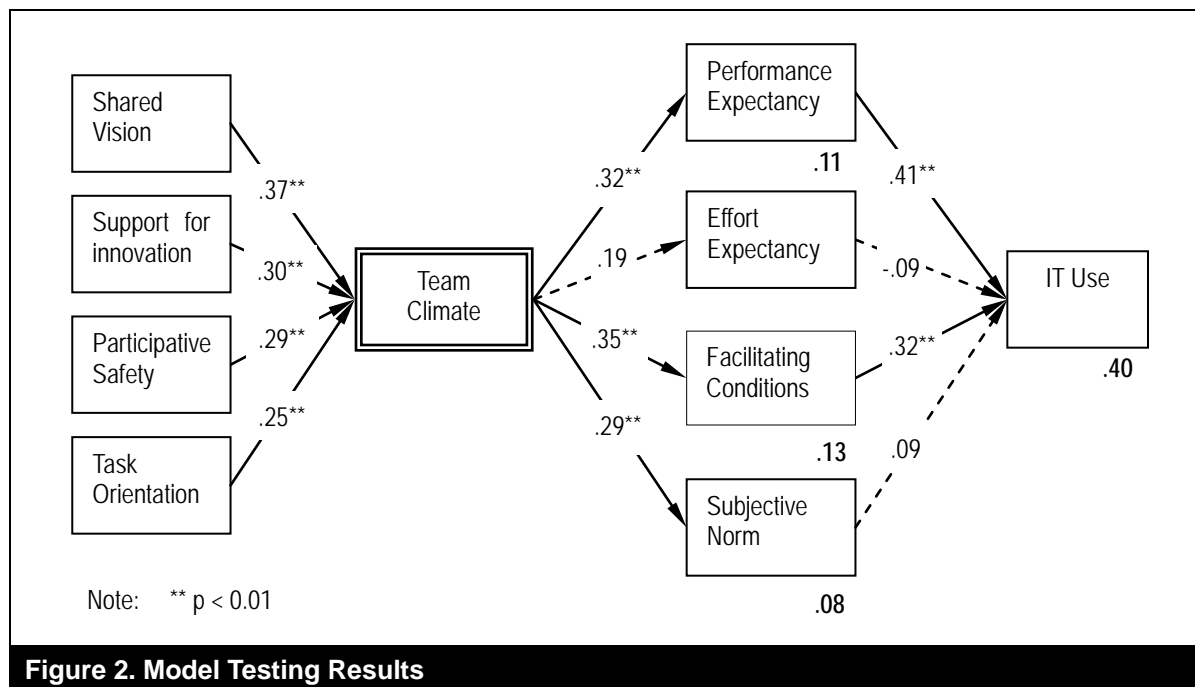 Shared
Vision
Support for
innovation
Participative
Safety
Task
Orientation
.37**
.30**
.29**
.25**
Team
Climate
.32**
.19
.35**
.29**
Performance
Expectancy
.11
Effort
Expectancy
Facilitating
Conditions
.13
Subjective
Norm
.08
.41**
-.09
.32**
.09
IT Use
.40
Note: ** p < 0.01
Figure 2. Model Testing Results